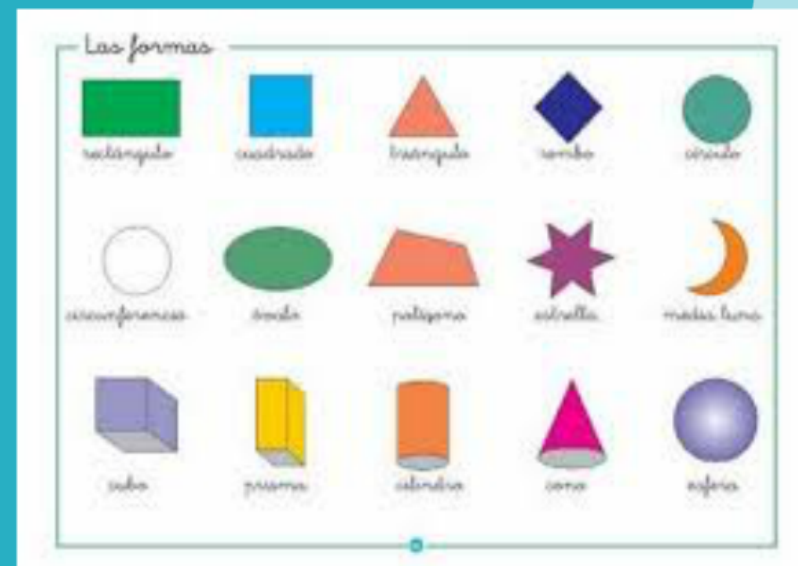 Las formas
rectángulo cuadrado triángulo rombo círculo
circunferencia óvalo polígono estrella media luna
cubo prisma cilindro cono esfera